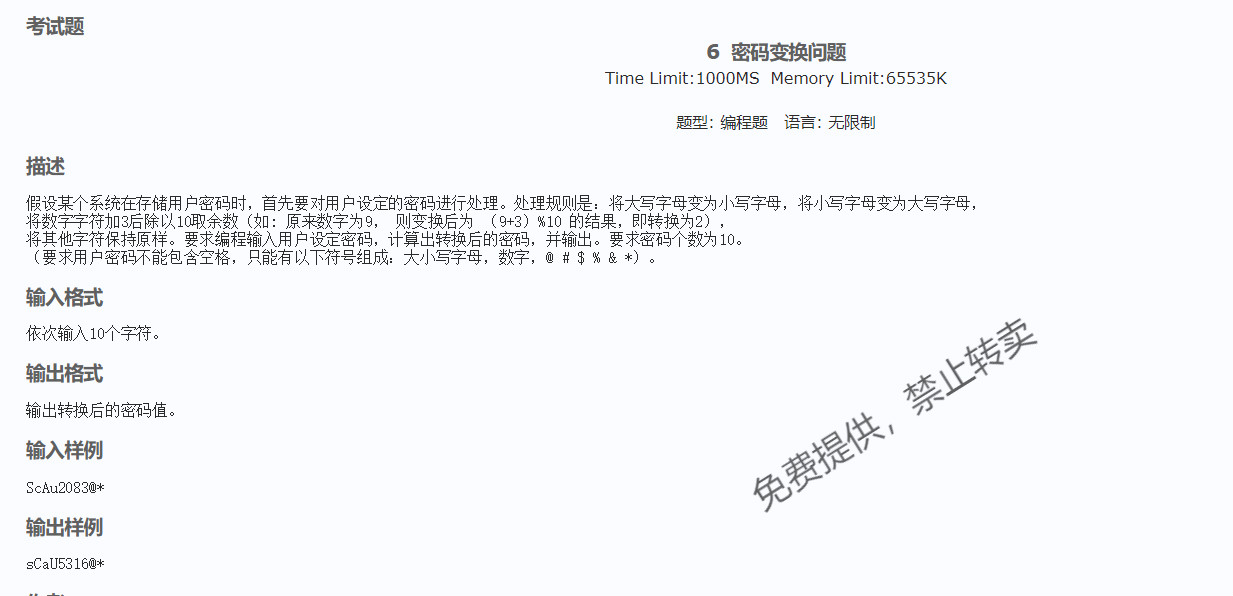 考试题
6 密码变换问题
Time Limit:1000MS Memory Limit:65535K
题型: 编程题 语言: 无限制
描述
假设某个系统在存储用户密码时，首先要对用户设定的密码进行处理。处理规则是：将大写字母变为小写字母，将小写字母变为大写字母，
将数字字符加3后除以10取余数（如：原来数字为9， 则变换后为 （9+3）%10 的结果，即转换为2），
将其他字符保持原样。要求编程输入用户设定密码，计算出转换后的密码，并输出。要求密码个数为10。
（要求用户密码不能包含空格，只能有以下符号组成：大小写字母，数字，@ # $ % & *）。
输入格式
依次输入10个字符。
输出格式
输出转换后的密码值。
输入样例
ScAu2083@*
输出样例
sCaU5316@*
免费提供，禁止转卖